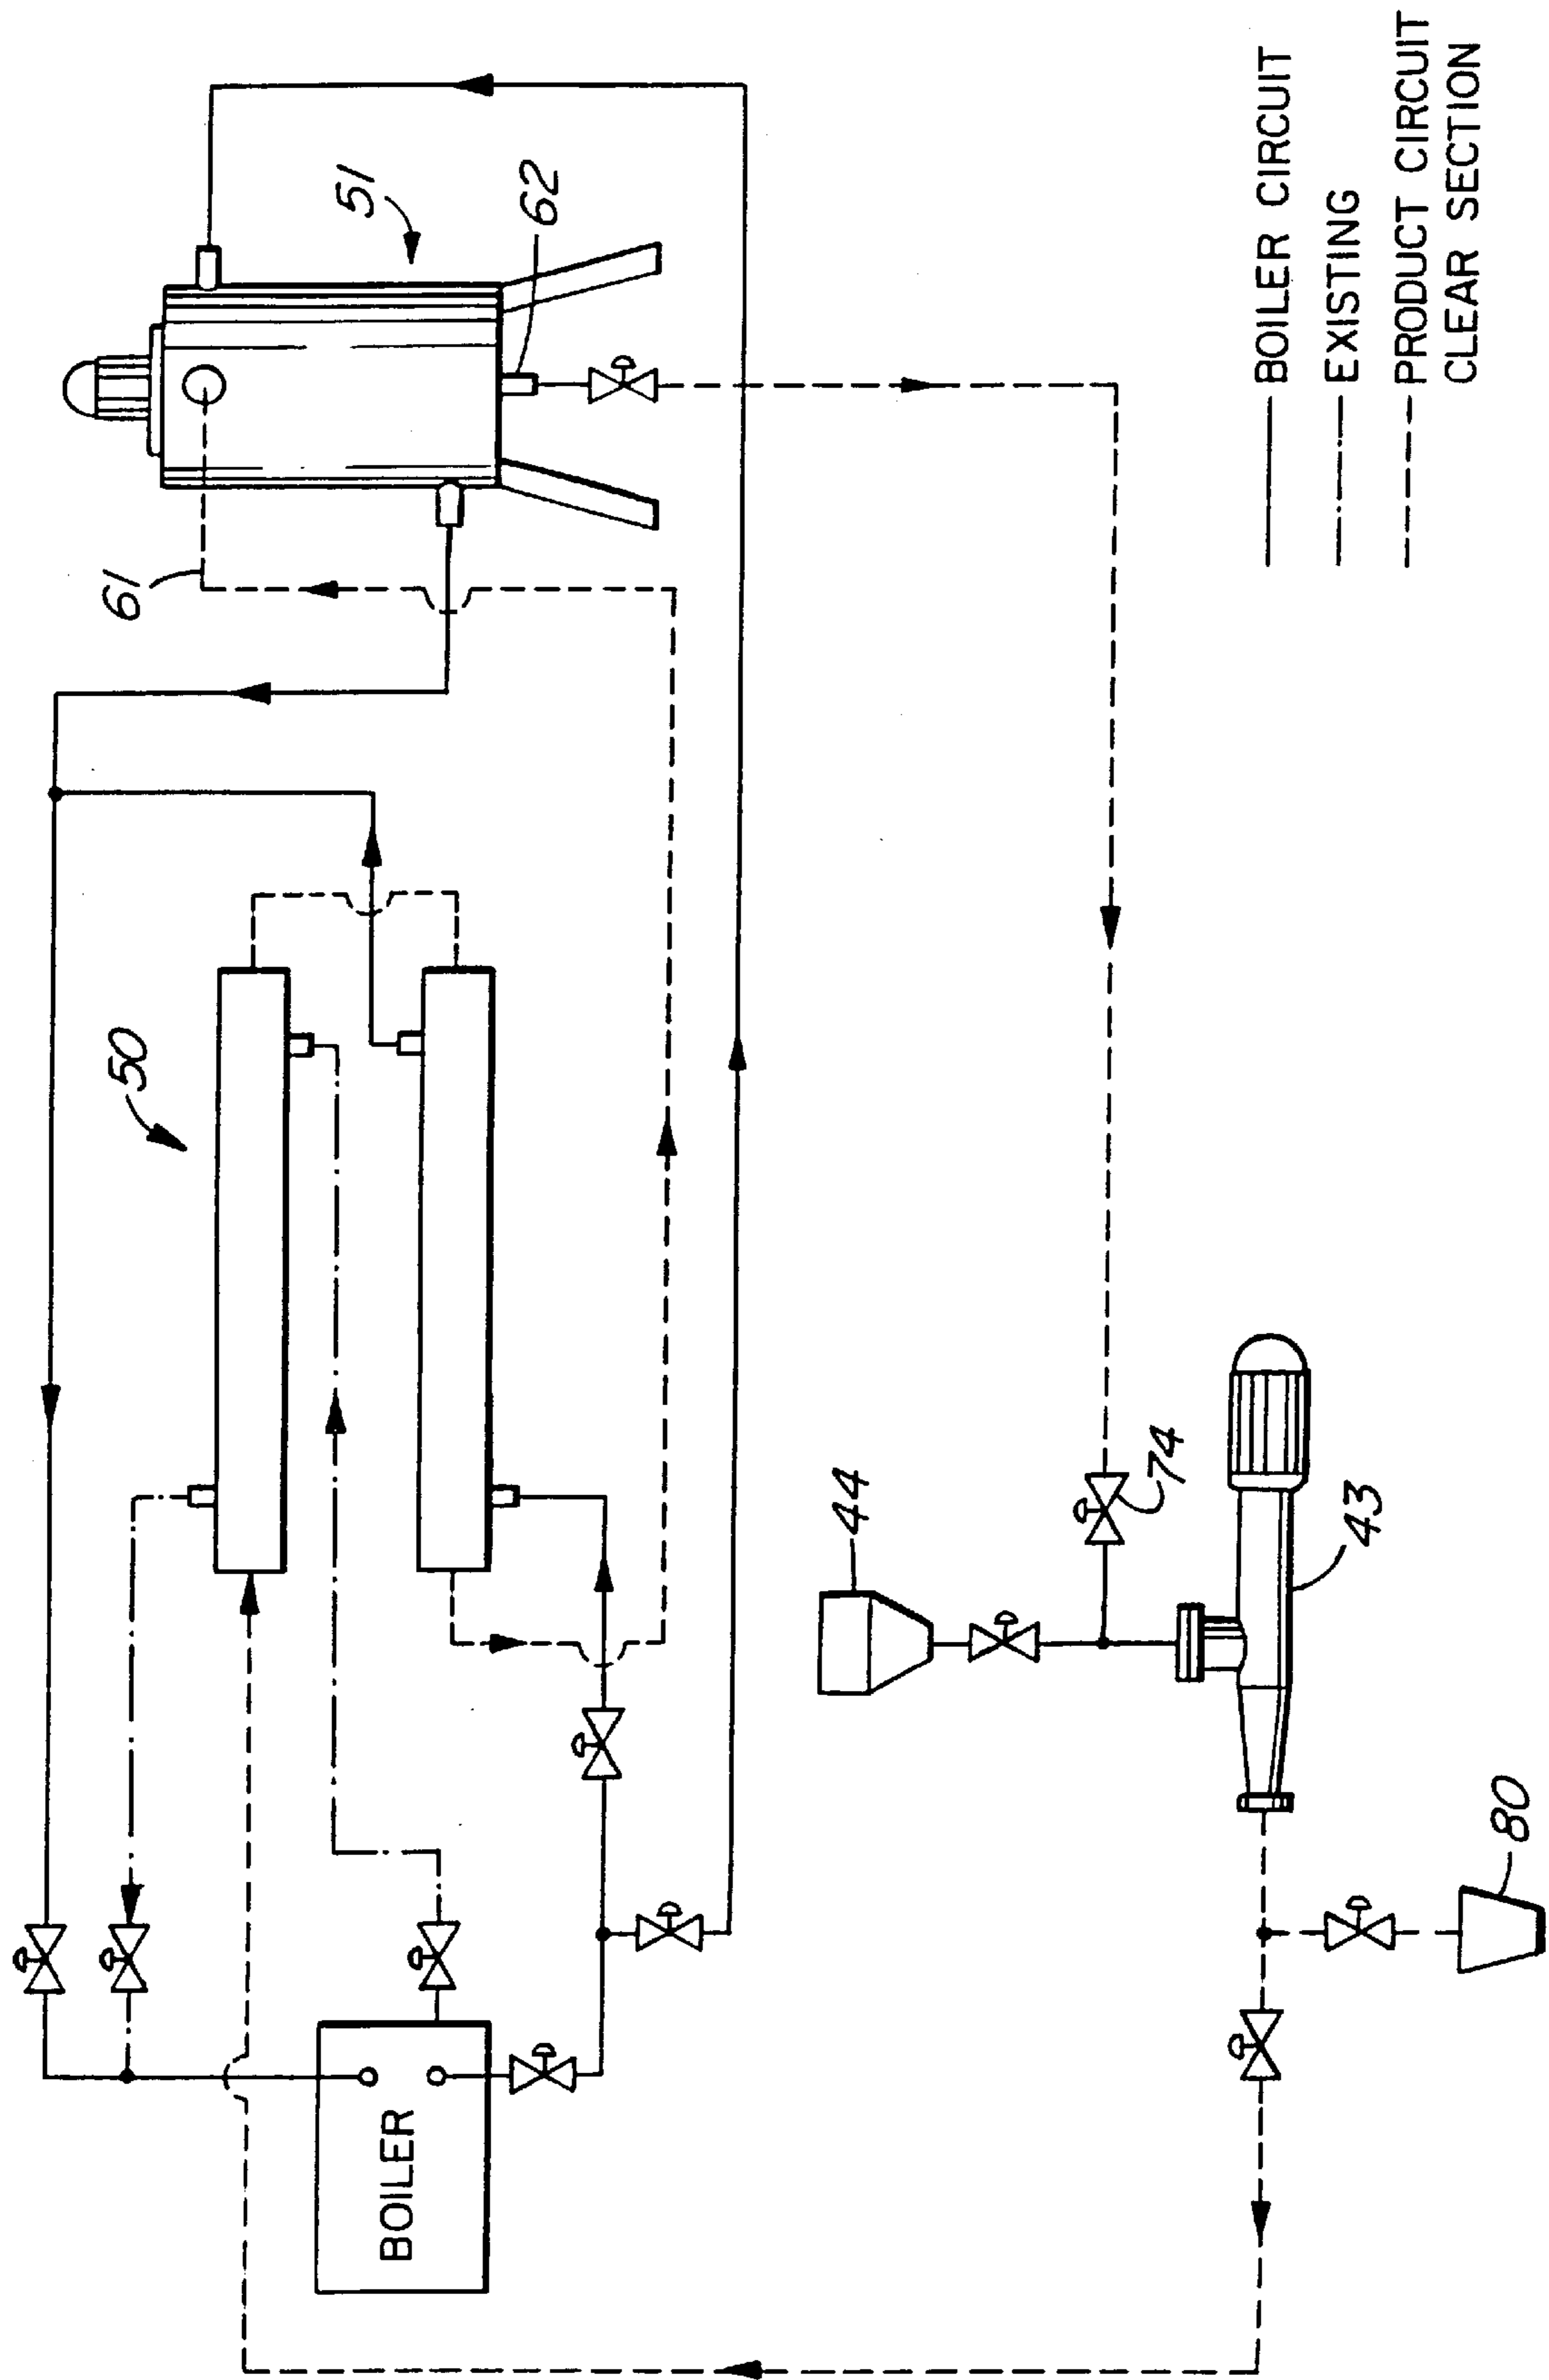 50
61
51
62
BOILER
44
74
43
80
BOILER CIRCUIT
EXISTING
PRODUCT CIRCUIT
CLEAR SECTION